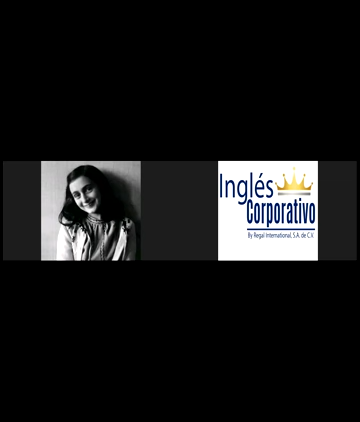 Inglés
Corporativo
By Regal International, S.A. de C.V.